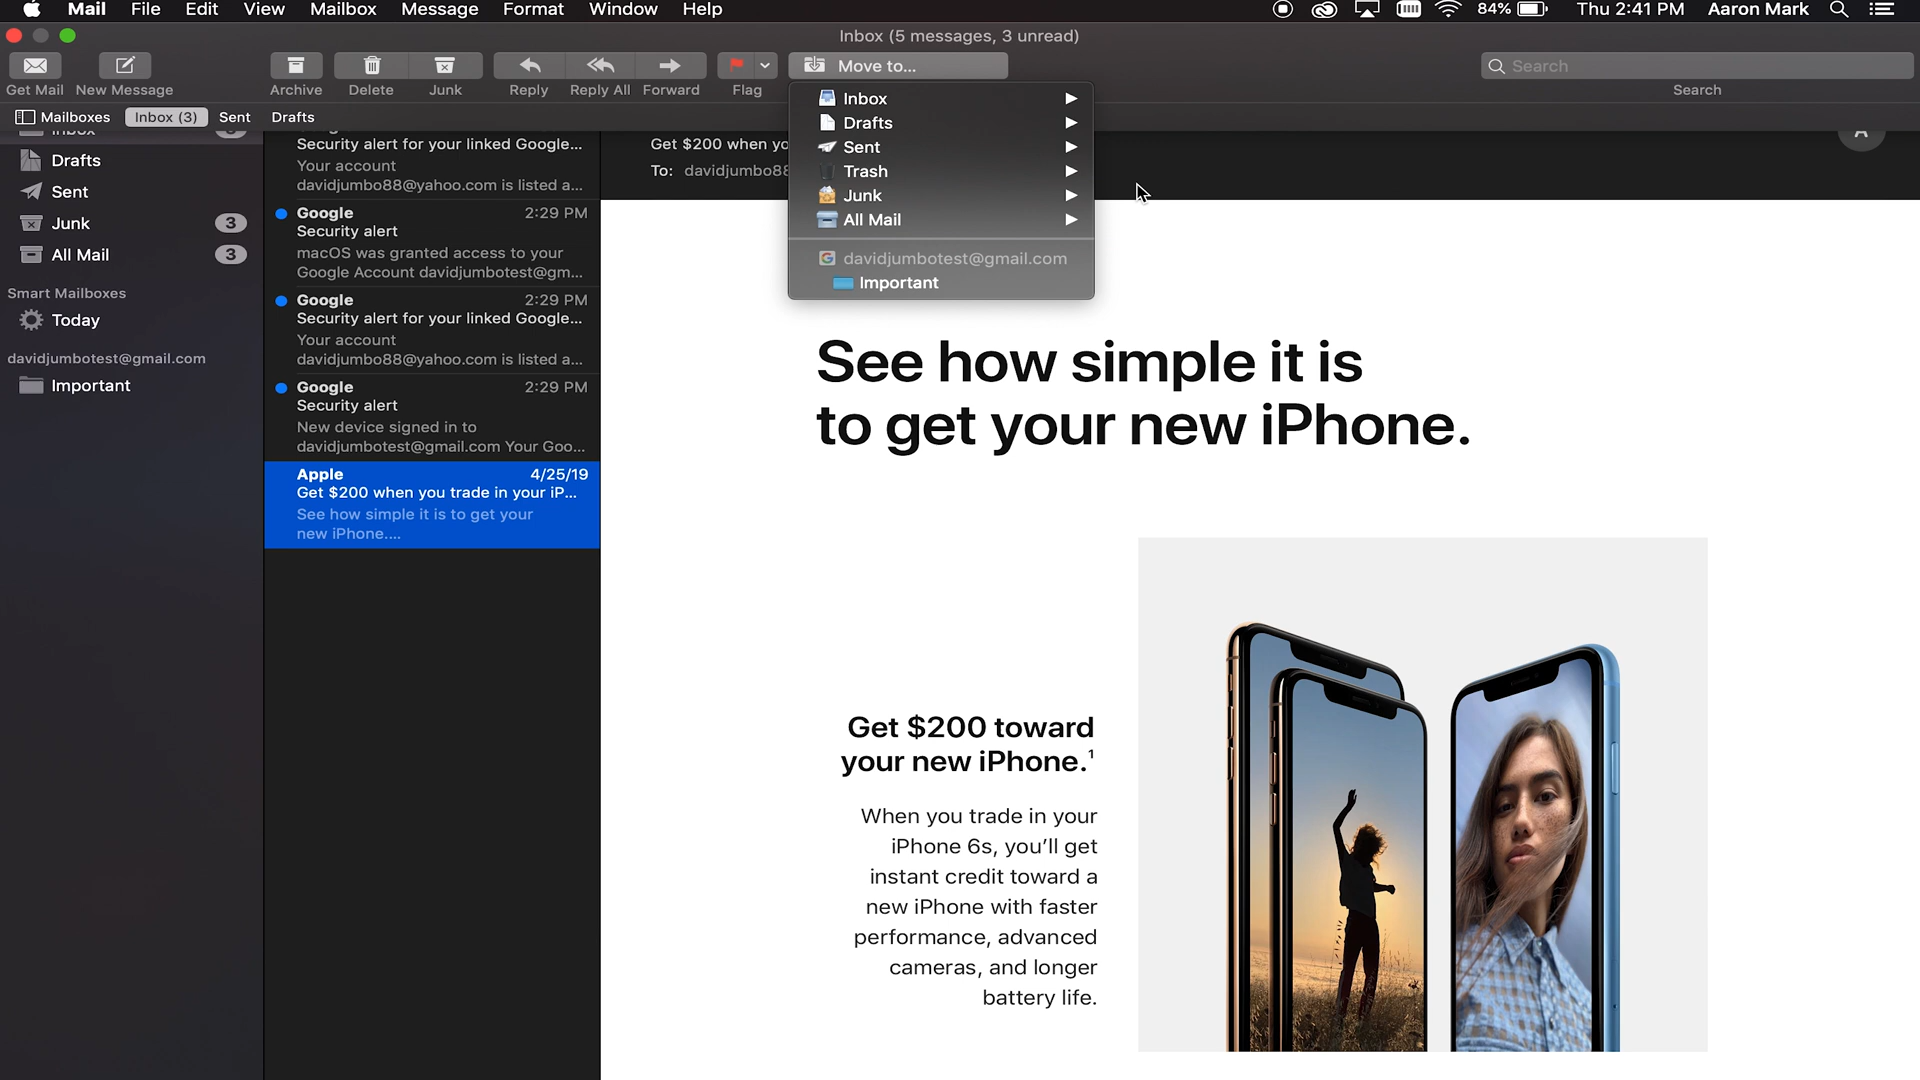 Mail File Edit View Mailbox Message Format Window Help 84% Thu 2:41 PM Aaron Mark
Inbox (5 messages, 3 unread)
Move to...
Search
Get Mail New Message Archive Delete Junk Reply Reply All Forward Flag Search
Mailboxes Inbox (3) Sent Drafts
Inbox
Drafts
Sent
Junk 3
All Mail 3
Smart Mailboxes
Today
davidjumbotest@gmail.com
Important
Security alert for your linked Google...
Your account
davidjumbo88@yahoo.com is listed a...
Google 2:29 PM
Security alert
macOS was granted access to your
Google Account davidjumbotest@gm...
Google 2:29 PM
Security alert for your linked Google...
Your account
davidjumbo88@yahoo.com is listed a...
Google 2:29 PM
Security alert
New device signed in to
davidjumbotest@gmail.com Your Goo...
Apple 4/25/19
Get $200 when you trade in your iP...
See how simple it is to get your
new iPhone....
Get $200 when yo
To: davidjumbo88
A
Inbox
Drafts
Sent
Trash
Junk
All Mail
davidjumbotest@gmail.com
Important
See how simple it is
to get your new iPhone.
Get $200 toward
your new iPhone.¹
When you trade in your
iPhone 6s, you’ll get
instant credit toward a
new iPhone with faster
performance, advanced
cameras, and longer
battery life.